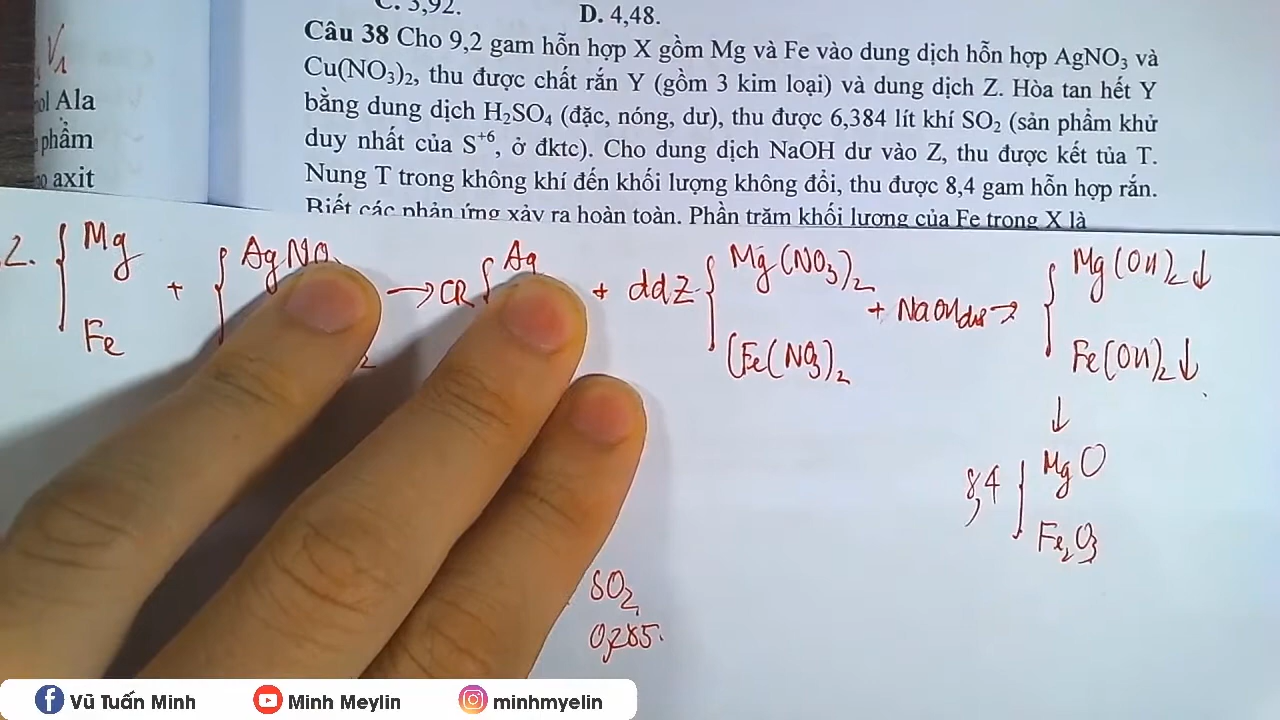 C. 3,92. D. 4,48.
Câu 38 Cho 9,2 gam hỗn hợp X gồm Mg và Fe vào dung dịch hỗn hợp AgNO₃ và
Cu(NO₃)₂, thu được chất rắn Y (gồm 3 kim loại) và dung dịch Z. Hòa tan hết Y
bằng dung dịch H₂SO₄ (đặc, nóng, dư), thu được 6,384 lít khí SO₂ (sản phẩm khử
duy nhất của S⁺⁶, ở đktc). Cho dung dịch NaOH dư vào Z, thu được kết tủa T.
Nung T trong không khí đến khối lượng không đổi, thu được 8,4 gam hỗn hợp rắn.
Biết các phản ứng xảy ra hoàn toàn. Phần trăm khối lượng của Fe trong X là
V₁
Ala
phẩm
axit
2. { Mg + { AgNO → CR { Ag + ddZ { Mg(NO₃)₂ + NaOH dư → { Mg(OH)₂↓
Fe 2 (Fe(NO₃)₂ Fe(OH)₂↓
↓
8,4 { MgO
Fe₂O₃
SO₂
0,285.
Vũ Tuấn Minh Minh Meylin minhmyelin